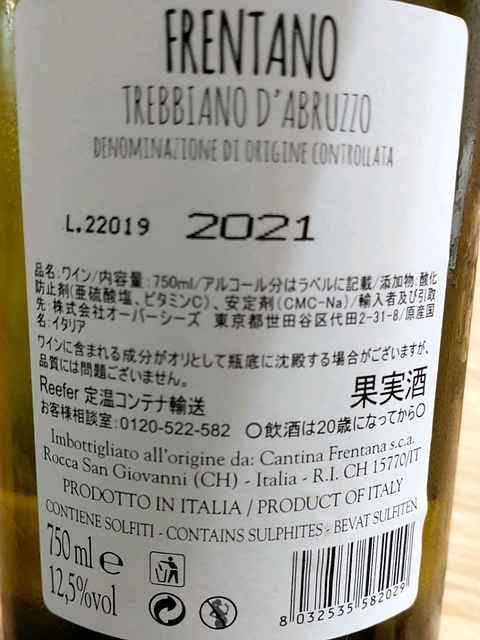 FRENTANO
TREBBIANO D'ABRUZZO
DENOMINAZIONE DI ORIGINE CONTROLLATA
L.22019 2021
品名:ワイン/内容量:750ml/アルコール分はラベルに記載/添加物:酸化
防止剤(亜硫酸塩、ビタミンC)、安定剤(CMC-Na)/輸入者及び引取
先:株式会社オーバーシーズ 東京都世田谷区代田2-31-8/原産国
名:イタリア
ワインに含まれる成分がオリとして瓶底に沈殿する場合がございますが、
品質には問題ございません。
Reefer 定温コンテナ輸送 果実酒
お客様相談室:0120-522-582 〇飲酒は20歳になってから〇
Imbottigliato all'origine da: Cantina Frentana s.c.a.
Rocca San Giovanni (CH) - Italia - R.I. CH 15770/IT
PRODOTTO IN ITALIA / PRODUCT OF ITALY
CONTIENE SOLFITI - CONTAINS SULPHITES - BEVAT SULFITEN
750 ml e
12,5%vol
8 032535 582029